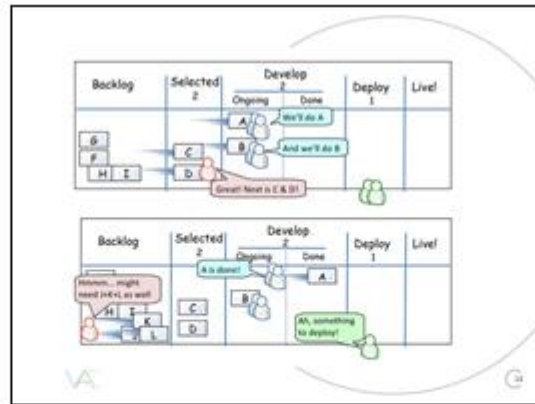 Backlog
Selected
2
Develop
2
Ongoing
Done
Deploy
1
Live!
A
We'll do A
B
And we'll do B
G
F
H
I
C
D
Great! Next is C & D!
Backlog
Selected
2
Develop
2
Ongoing
Done
Deploy
1
Live!
A is done!
A
Hmmm... might
need J+K+L as well
H
I
K
L
C
D
B
Ah, something
to deploy!